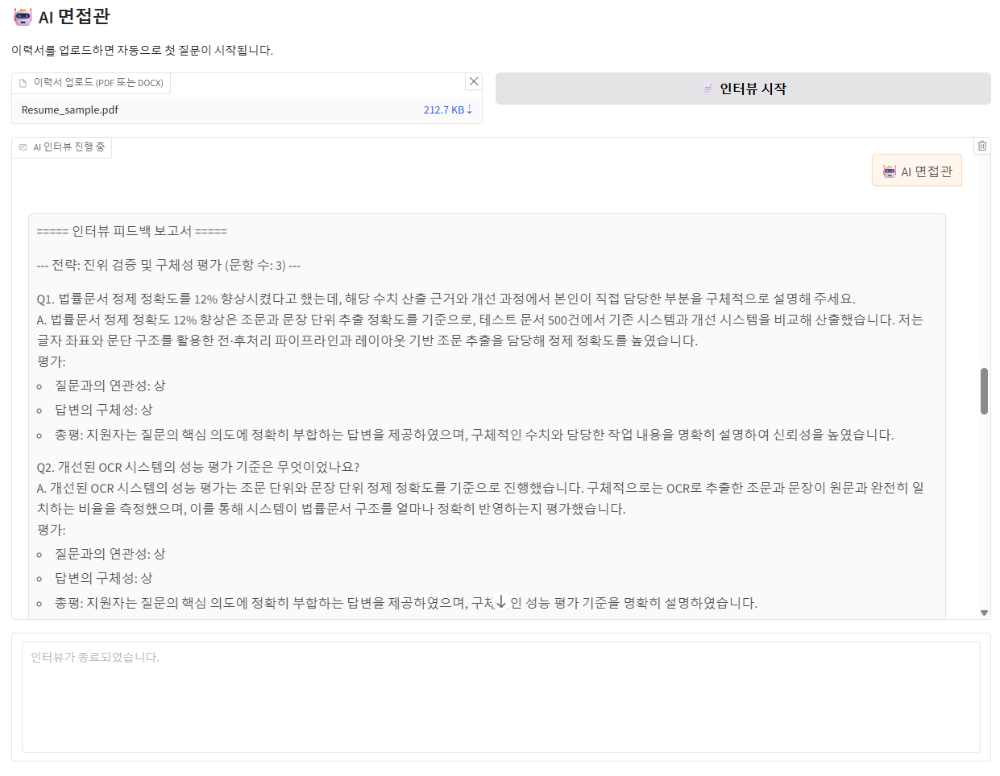 AI 면접관
이력서를 업로드하면 자동으로 첫 질문이 시작됩니다.
이력서 업로드 (PDF 또는 DOCX)
Resume_sample.pdf
212.7 KB ⇣
인터뷰 시작
AI 인터뷰 진행 중
AI 면접관
===== 인터뷰 피드백 보고서 =====
--- 전략: 진위 검증 및 구체성 평가 (문항 수: 3) ---
Q1. 법률문서 정제 정확도를 12% 향상시켰다고 했는데, 해당 수치 산출 근거와 개선 과정에서 본인이 직접 담당한 부분을 구체적으로 설명해 주세요.
A. 법률문서 정제 정확도 12% 향상은 조문과 문장 단위 추출 정확도를 기준으로, 테스트 문서 500건에서 기존 시스템과 개선 시스템을 비교해 산출했습니다. 저는
글자 좌표와 문단 구조를 활용한 전·후처리 파이프라인과 레이아웃 기반 조문 추출을 담당해 정제 정확도를 높였습니다.
평가:
질문과의 연관성: 상
답변의 구체성: 상
총평: 지원자는 질문의 핵심 의도에 정확히 부합하는 답변을 제공하였으며, 구체적인 수치와 담당한 작업 내용을 명확히 설명하여 신뢰성을 높였습니다.
Q2. 개선된 OCR 시스템의 성능 평가 기준은 무엇이었나요?
A. 개선된 OCR 시스템의 성능 평가는 조문 단위와 문장 단위 정제 정확도를 기준으로 진행했습니다. 구체적으로는 OCR로 추출한 조문과 문장이 원문과 완전히 일
치하는 비율을 측정했으며, 이를 통해 시스템이 법률문서 구조를 얼마나 정확히 반영하는지 평가했습니다.
평가:
질문과의 연관성: 상
답변의 구체성: 상
총평: 지원자는 질문의 핵심 의도에 정확히 부합하는 답변을 제공하였으며, 성능 평가 기준을 명확히 설명하였습니다.
인터뷰가 종료되었습니다.